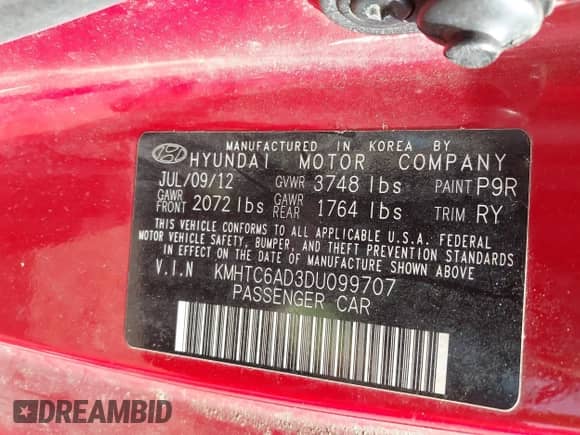 MANUFACTURED IN KOREA BY
HYUNDAI MOTOR COMPANY
JUL/09/12 GVWR 3748 lbs PAINT P9R
GAWR FRONT 2072 lbs GAWR REAR 1764 lbs TRIM RY
THIS VEHICLE CONFORMS TO ALL APPLICABLE U.S.A. FEDERAL
MOTOR VEHICLE SAFETY, BUMPER, AND THEFT PREVENTION STANDARDS
IN EFFECT ON THE DATE OF MANUFACTURE SHOWN ABOVE
V.I.N KMHTC6AD3DU099707
PASSENGER CAR
DREAMBID